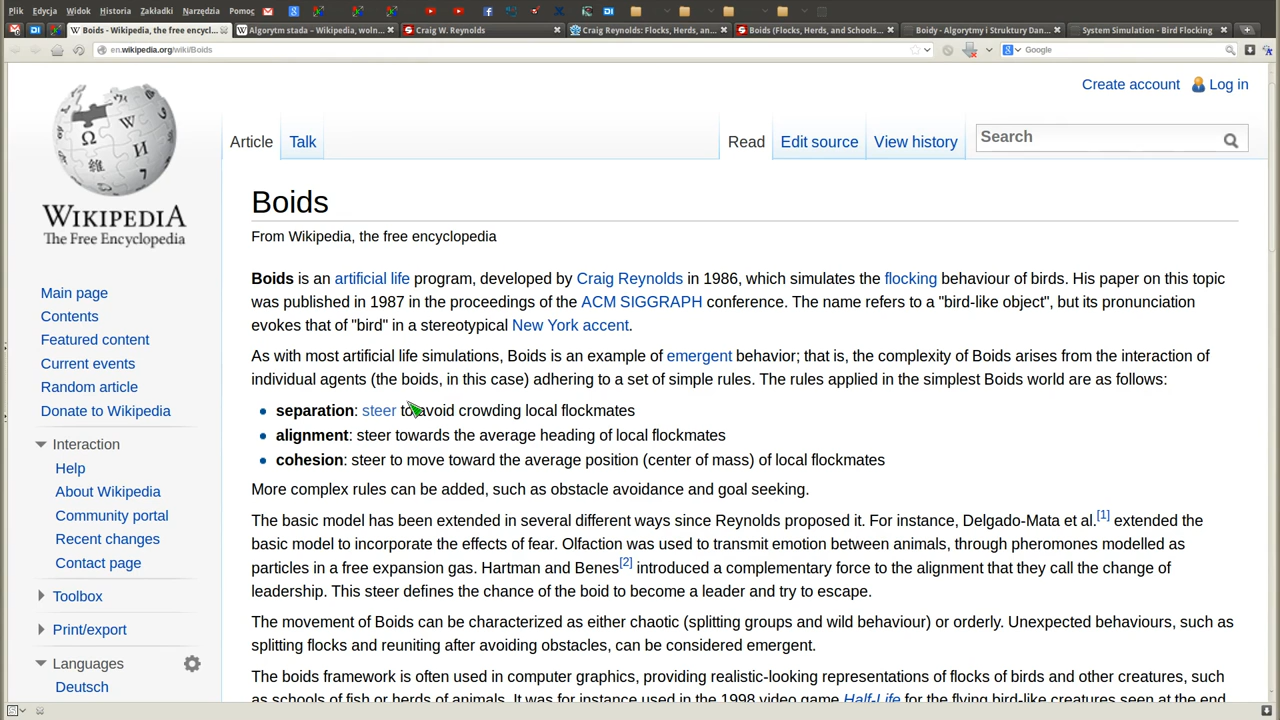 Plik Edycja Widok Historia Zakładki Narzędzia Pomoc
Boids - Wikipedia, the free encycl...
Algorytm stada – Wikipedia, woln...
Craig W. Reynolds
Craig Reynolds: Flocks, Herds, an...
Boids (Flocks, Herds, and Schools...
Boidy - Algorytmy i Struktury Dan...
System Simulation - Bird Flocking
en.wikipedia.org/wiki/Boids
Google
Create account Log in
Article Talk Read Edit source View history Search
WIKIPEDIA
The Free Encyclopedia
Main page
Contents
Featured content
Current events
Random article
Donate to Wikipedia
Interaction
Help
About Wikipedia
Community portal
Recent changes
Contact page
Toolbox
Print/export
Languages
Deutsch
Boids
From Wikipedia, the free encyclopedia
Boids is an artificial life program, developed by Craig Reynolds in 1986, which simulates the flocking behaviour of birds. His paper on this topic
was published in 1987 in the proceedings of the ACM SIGGRAPH conference. The name refers to a "bird-like object", but its pronunciation
evokes that of "bird" in a stereotypical New York accent.
As with most artificial life simulations, Boids is an example of emergent behavior; that is, the complexity of Boids arises from the interaction of
individual agents (the boids, in this case) adhering to a set of simple rules. The rules applied in the simplest Boids world are as follows:
separation: steer to avoid crowding local flockmates
alignment: steer towards the average heading of local flockmates
cohesion: steer to move toward the average position (center of mass) of local flockmates
More complex rules can be added, such as obstacle avoidance and goal seeking.
The basic model has been extended in several different ways since Reynolds proposed it. For instance, Delgado-Mata et al.[1] extended the
basic model to incorporate the effects of fear. Olfaction was used to transmit emotion between animals, through pheromones modelled as
particles in a free expansion gas. Hartman and Benes[2] introduced a complementary force to the alignment that they call the change of
leadership. This steer defines the chance of the boid to become a leader and try to escape.
The movement of Boids can be characterized as either chaotic (splitting groups and wild behaviour) or orderly. Unexpected behaviours, such as
splitting flocks and reuniting after avoiding obstacles, can be considered emergent.
The boids framework is often used in computer graphics, providing realistic-looking representations of flocks of birds and other creatures, such
as schools of fish or herds of animals. It was for instance used in the 1998 video game Half-Life for the flying bird-like creatures seen at the end